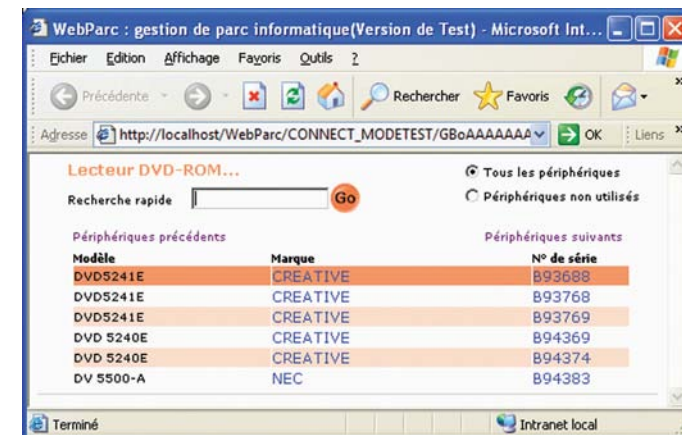 WebParc : gestion de parc informatique(Version de Test) - Microsoft Int...
Fichier Edition Affichage Favoris Outils ?
Précédente Rechercher Favoris »
Adresse http://localhost/WebParc/CONNECT_MODETEST/GBoAAAAAAA OK Liens »
Lecteur DVD-ROM... Tous les périphériques
Recherche rapide Go Périphériques non utilisés
Périphériques précédents Périphériques suivants
Modèle Marque N° de série
DVD5241E CREATIVE B93688
DVD5241E CREATIVE B93768
DVD5241E CREATIVE B93769
DVD 5240E CREATIVE B94369
DVD 5240E CREATIVE B94374
DV 5500-A NEC B94383
Terminé Intranet local